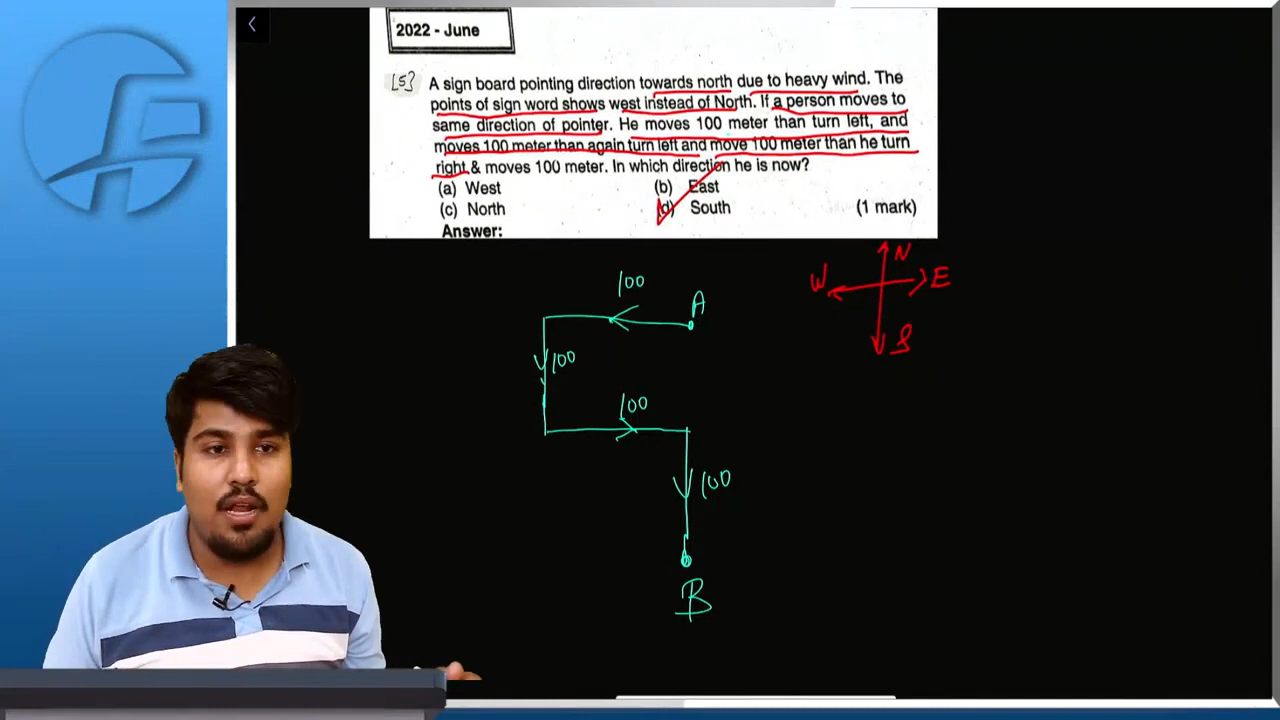 2022 - June
[5] A sign board pointing direction towards north due to heavy wind. The
points of sign word shows west instead of North. If a person moves to
same direction of pointer. He moves 100 meter than turn left, and
moves 100 meter than again turn left and move 100 meter than he turn
right & moves 100 meter. In which direction he is now?
(a) West (b) East
(c) North (d) South (1 mark)
Answer:
N
W E
S
100
A
100
100
100
B